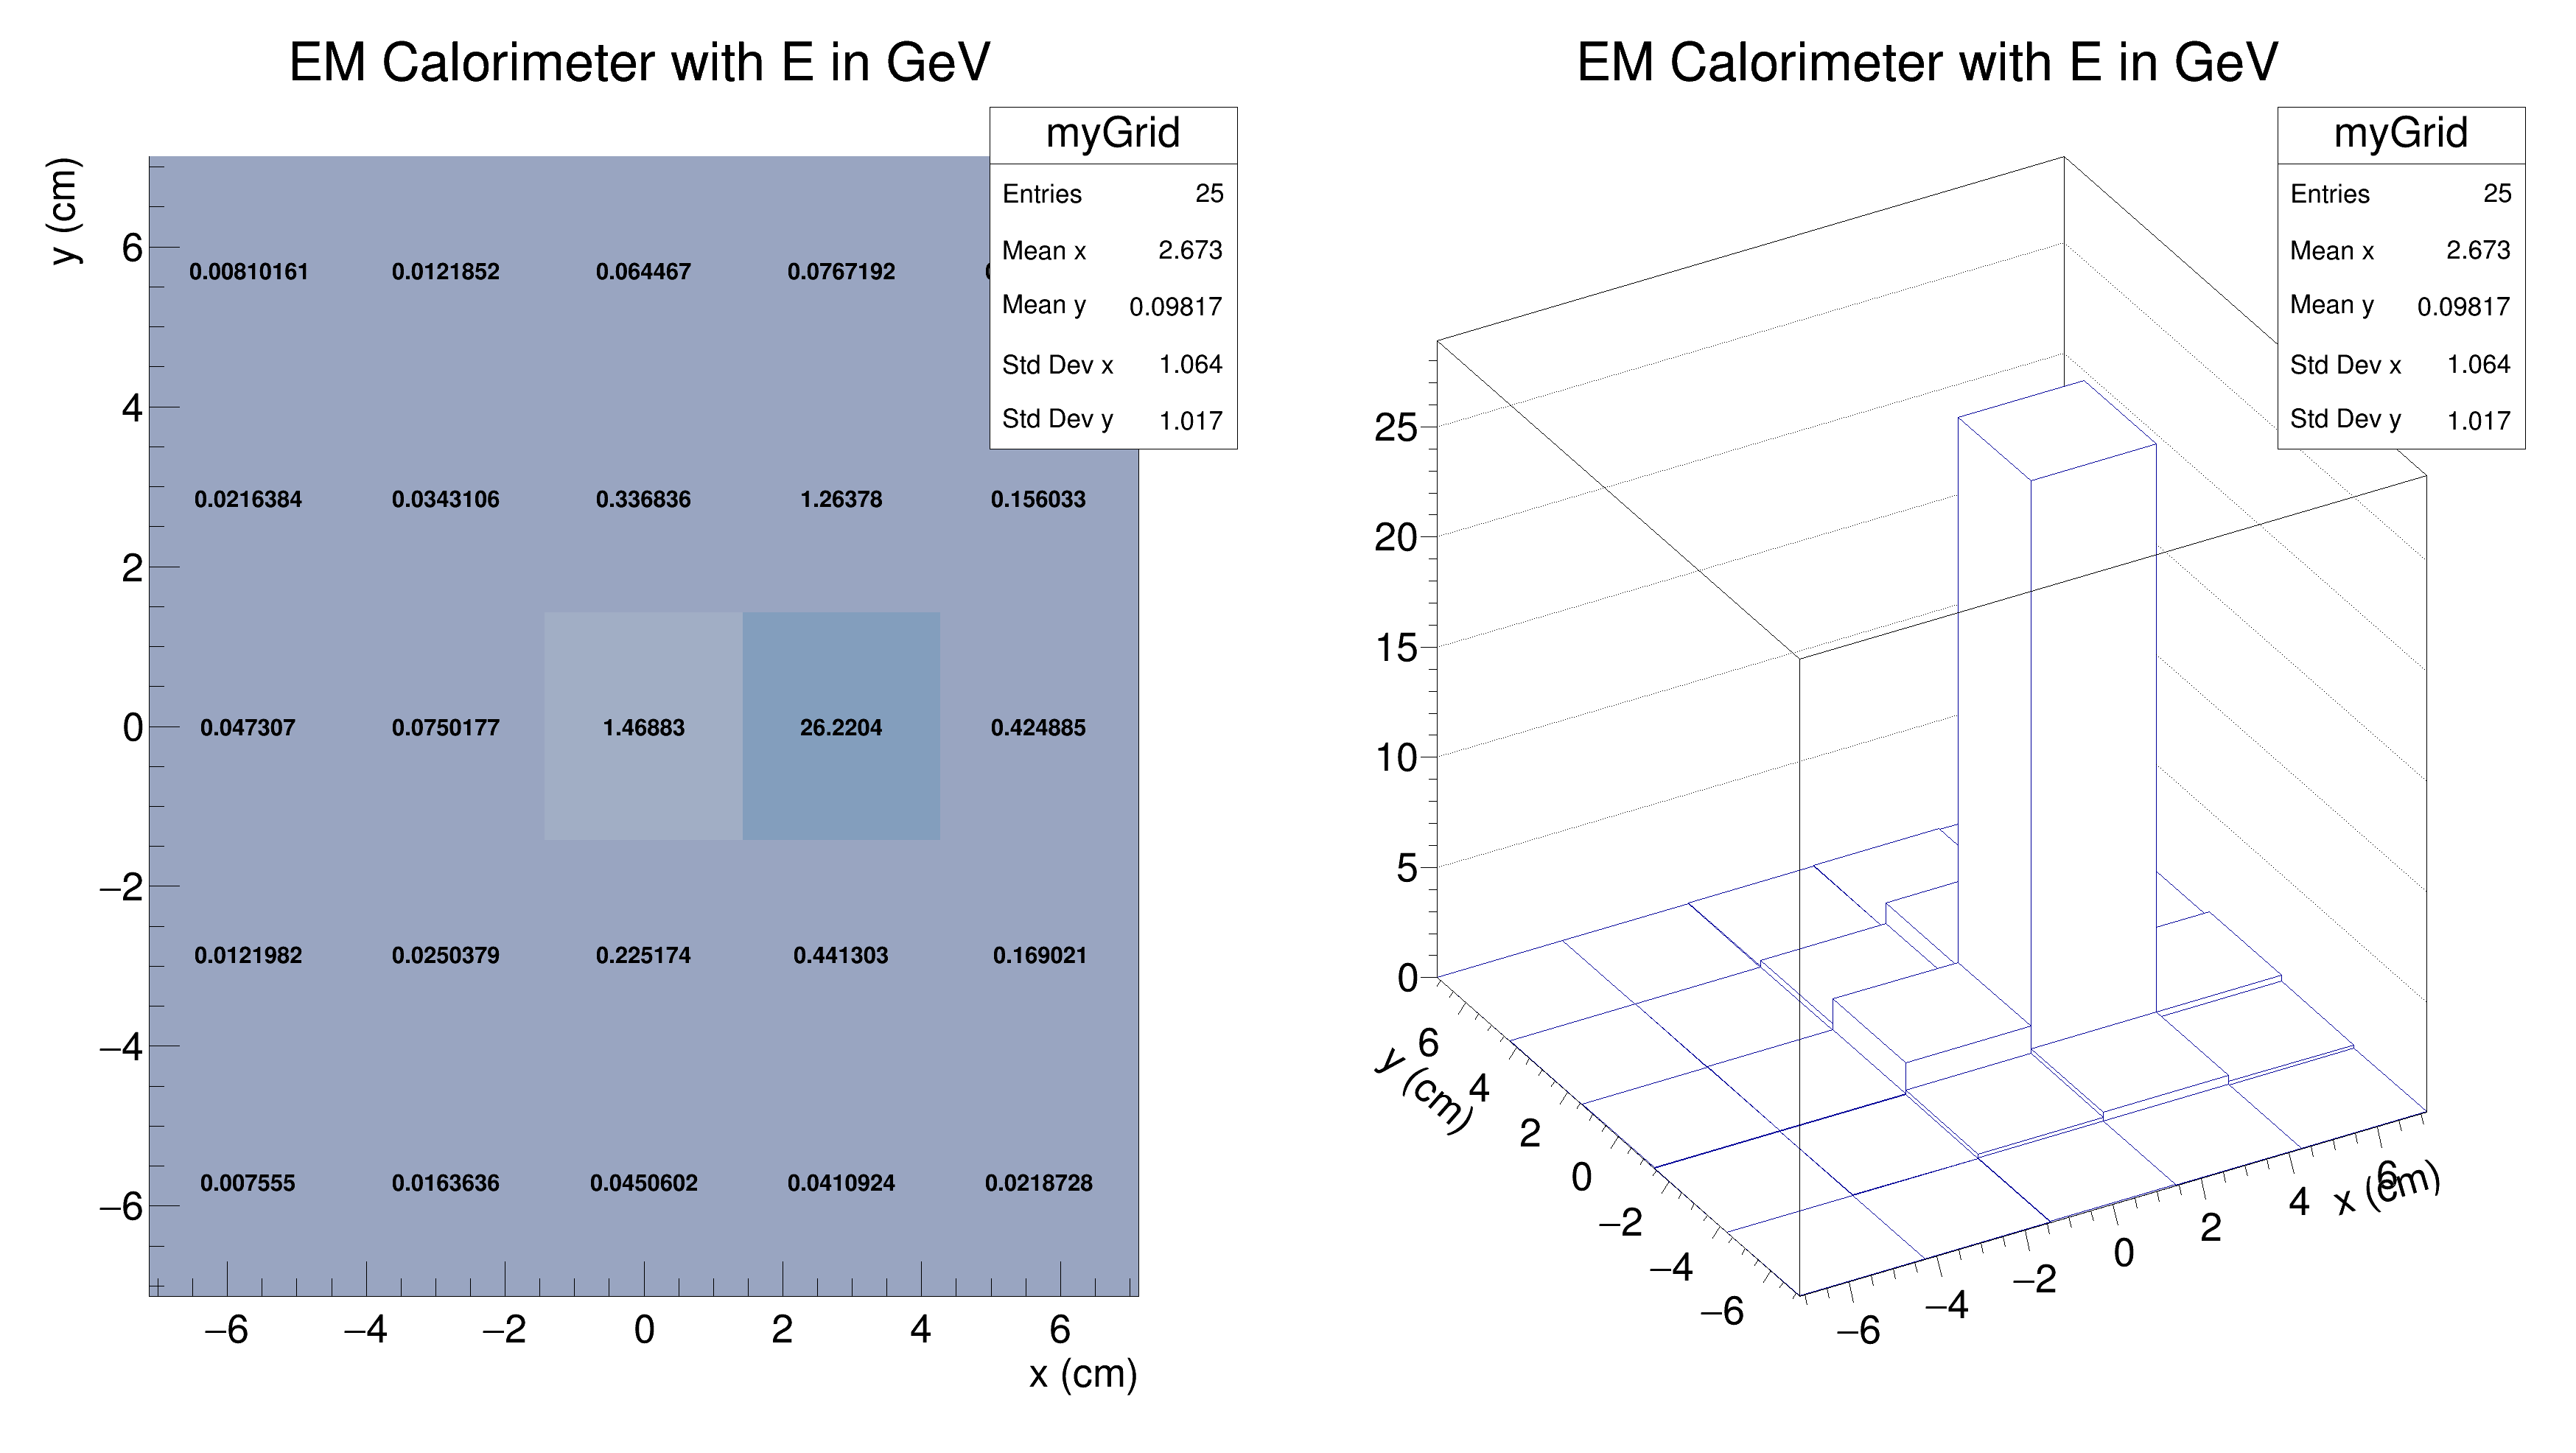 EM Calorimeter with E in GeV
myGrid
Entries 25
Mean x 2.673
Mean y 0.09817
Std Dev x 1.064
Std Dev y 1.017
y (cm)
6
4
2
0
−2
−4
−6
0.00810161 0.0121852 0.064467 0.0767192
0.0216384 0.0343106 0.336836 1.26378 0.156033
0.047307 0.0750177 1.46883 26.2204 0.424885
0.0121982 0.0250379 0.225174 0.441303 0.169021
0.007555 0.0163636 0.0450602 0.0410924 0.0218728
−6 −4 −2 0 2 4 6
x (cm)
EM Calorimeter with E in GeV
myGrid
Entries 25
Mean x 2.673
Mean y 0.09817
Std Dev x 1.064
Std Dev y 1.017
25
20
15
10
5
0
y (cm)
6
4
2
0
−2
−4
−6
−6 −4 −2 0 2 4 6
x (cm)